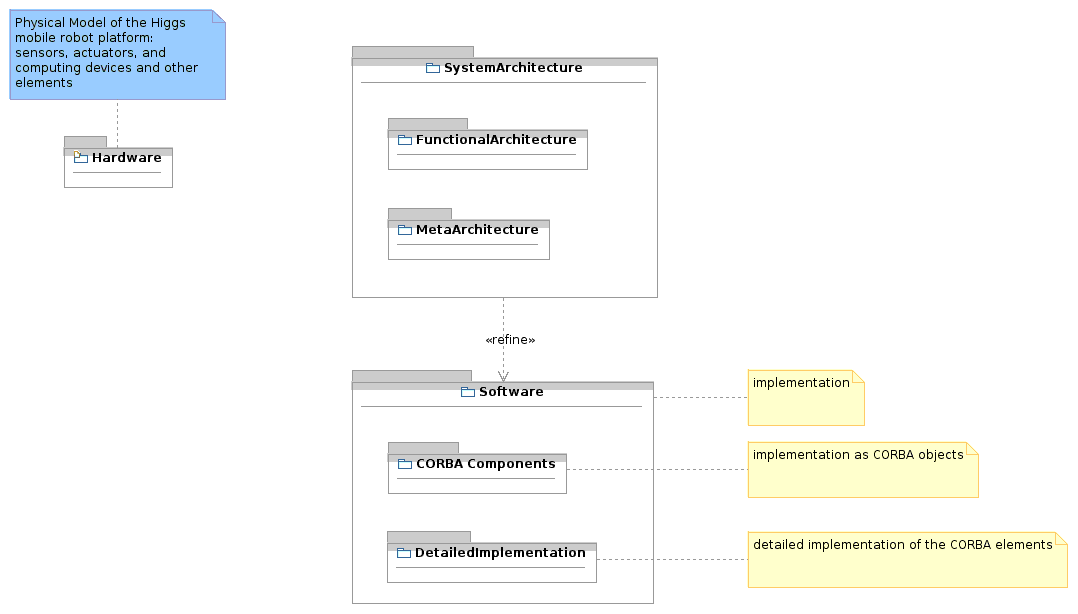 Physical Model of the Higgs
mobile robot platform:
sensors, actuators, and
computing devices and other
elements
Hardware
SystemArchitecture
FunctionalArchitecture
MetaArchitecture
«refine»
Software
implementation
CORBA Components
implementation as CORBA objects
DetailedImplementation
detailed implementation of the CORBA elements